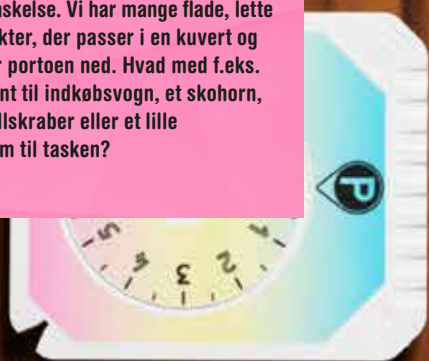 askelse. Vi har mange flade, lette
kter, der passer i en kuvert og
r portoen ned. Hvad med f.eks.
nt til indkøbsvogn, et skohorn,
llskraber eller et lille
m til tasken?
P
5 4 3 2 1